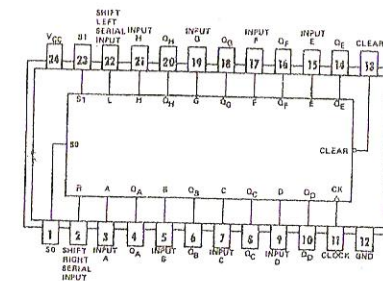 SHIFT
LEFT
SERIAL INPUT INPUT INPUT INPUT
VCC S1 INPUT H QH G QG F QF E QE CLEAR
24 23 22 21 20 19 18 17 16 15 14 13
S1 L H QH G QG F QF E QE
S0 CLEAR
R A QA B QB C QC D QD CK
1 2 3 4 5 6 7 8 9 10 11 12
S0 SHIFT INPUT QA INPUT QB INPUT QC INPUT QD CLOCK GND
RIGHT A B C D
SERIAL
INPUT